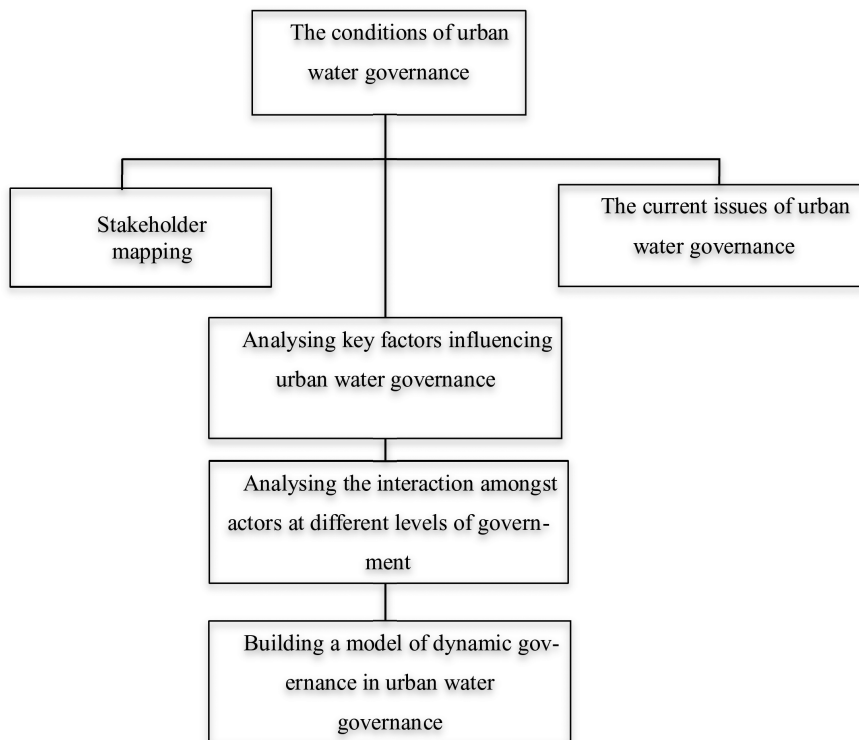 The conditions of urban
water governance
Stakeholder
mapping
The current issues of urban
water governance
Analysing key factors influencing
urban water governance
Analysing the interaction amongst
actors at different levels of govern-
ment
Building a model of dynamic gov-
ernance in urban water
governance